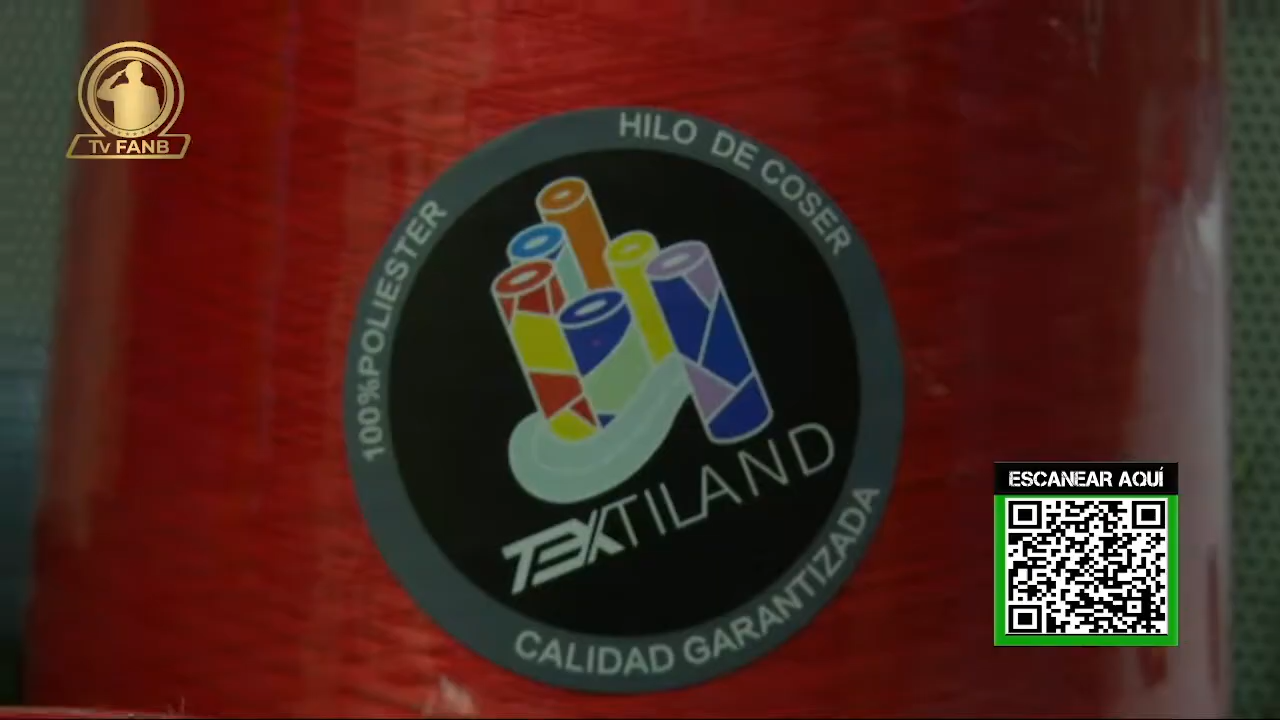 Tv FANB
HILO DE COSER
100%POLIESTER
TEXTILAND
CALIDAD GARANTIZADA
ESCANEAR AQUÍ